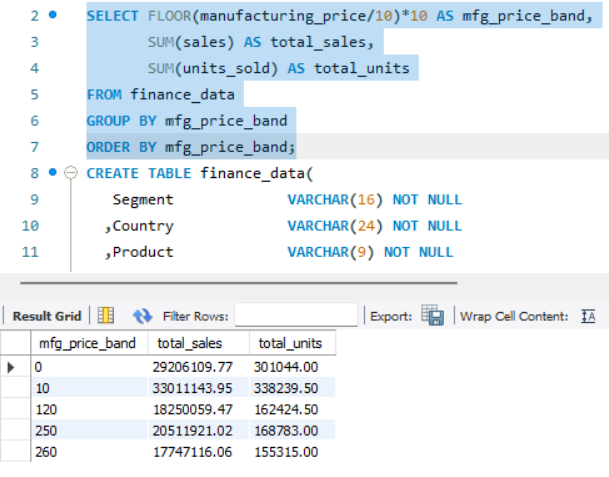 2 SELECT FLOOR(manufacturing_price/10)*10 AS mfg_price_band,
3 SUM(sales) AS total_sales,
4 SUM(units_sold) AS total_units
5 FROM finance_data
6 GROUP BY mfg_price_band
7 ORDER BY mfg_price_band;
8 CREATE TABLE finance_data(
9 Segment VARCHAR(16) NOT NULL
10 ,Country VARCHAR(24) NOT NULL
11 ,Product VARCHAR(9) NOT NULL
Result Grid Filter Rows: Export: Wrap Cell Content:
mfg_price_band total_sales total_units
0 29206109.77 301044.00
10 33011143.95 338239.50
120 18250059.47 162424.50
250 20511921.02 168783.00
260 17747116.06 155315.00